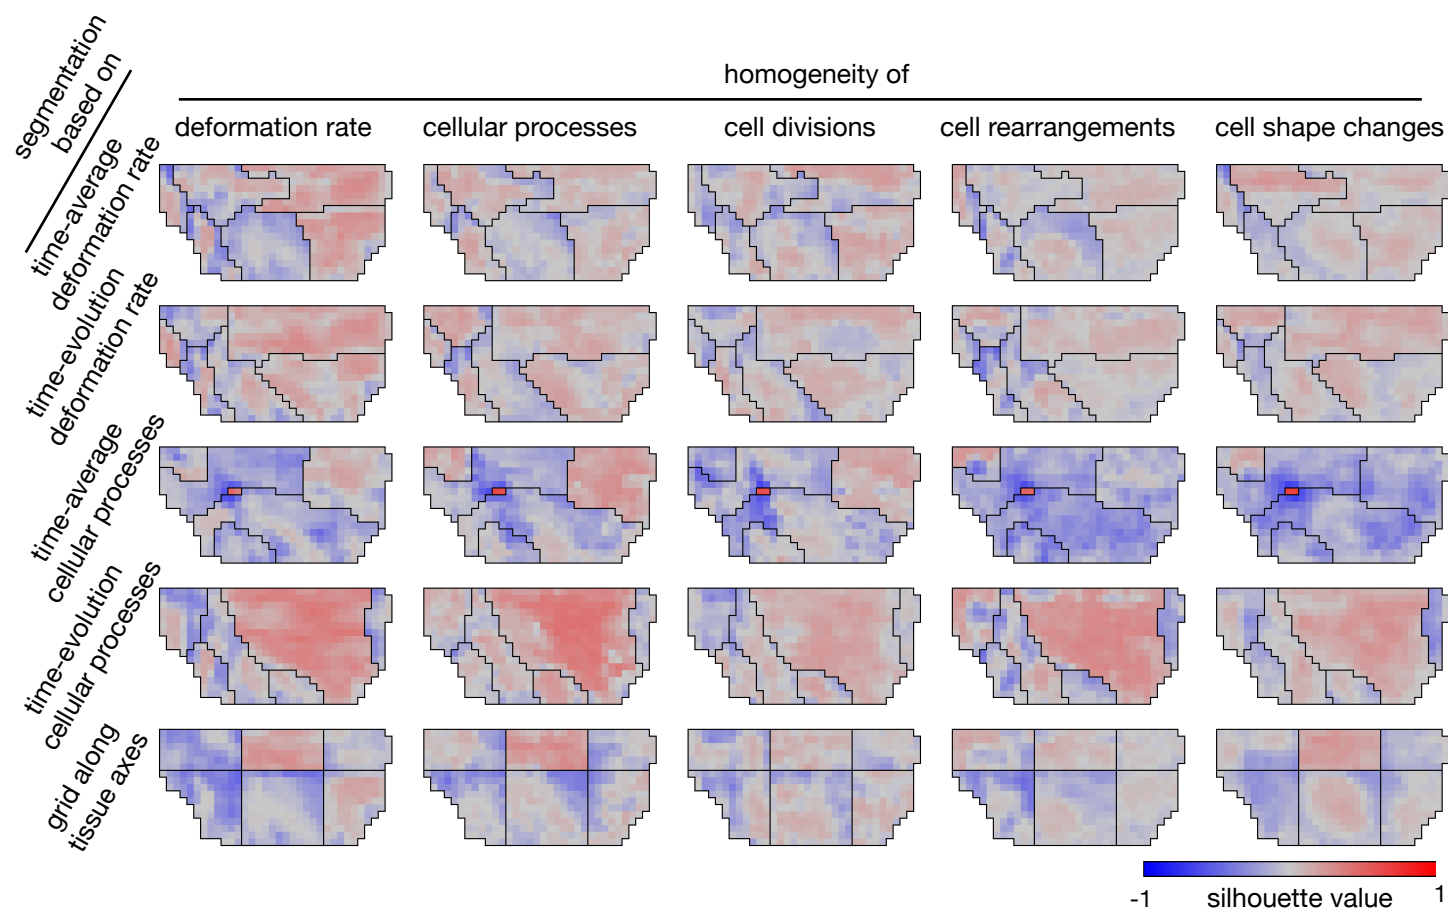 segmentation
based on
homogeneity of
deformation rate
cellular processes
cell divisions
cell rearrangements
cell shape changes
time-average
deformation rate
time-evolution
deformation rate
time-average
cellular processes
time-evolution
cellular processes
grid along
tissue axes
-1 silhouette value 1